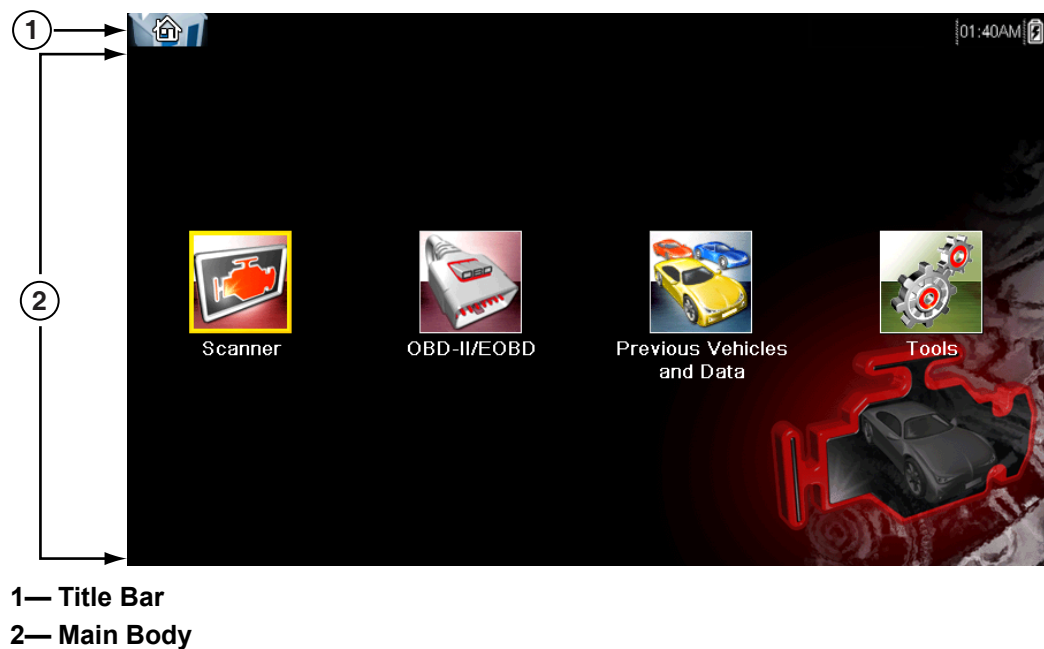 1
01:40AM
2
Scanner
OBD-II/EOBD
Previous Vehicles
and Data
Tools
1— Title Bar
2— Main Body